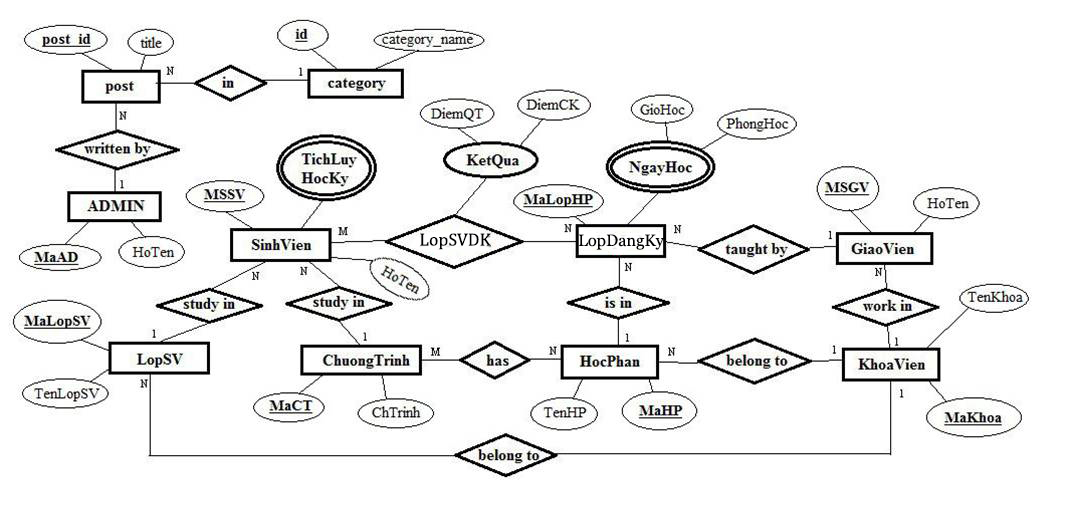 post_id
title
id
category_name
post
N
in
1
category
N
written by
1
ADMIN
MaAD
HoTen
DiemQT
DiemCK
KetQua
GioHoc
PhongHoc
NgayHoc
TichLuy
HocKy
MSSV
SinhVien
M
LopSVDK
N
MaLopHP
LopDangKy
N
taught by
1
MSGV
HoTen
GiaoVien
HoTen
N
N
N
N
study in
study in
is in
work in
TenKhoa
1
1
1
1
MaLopSV
LopSV
TenLopSV
N
ChuongTrinh
M
has
N
HocPhan
N
belong to
1
KhoaVien
1
MaCT
ChTrinh
TenHP
MaHP
MaKhoa
belong to